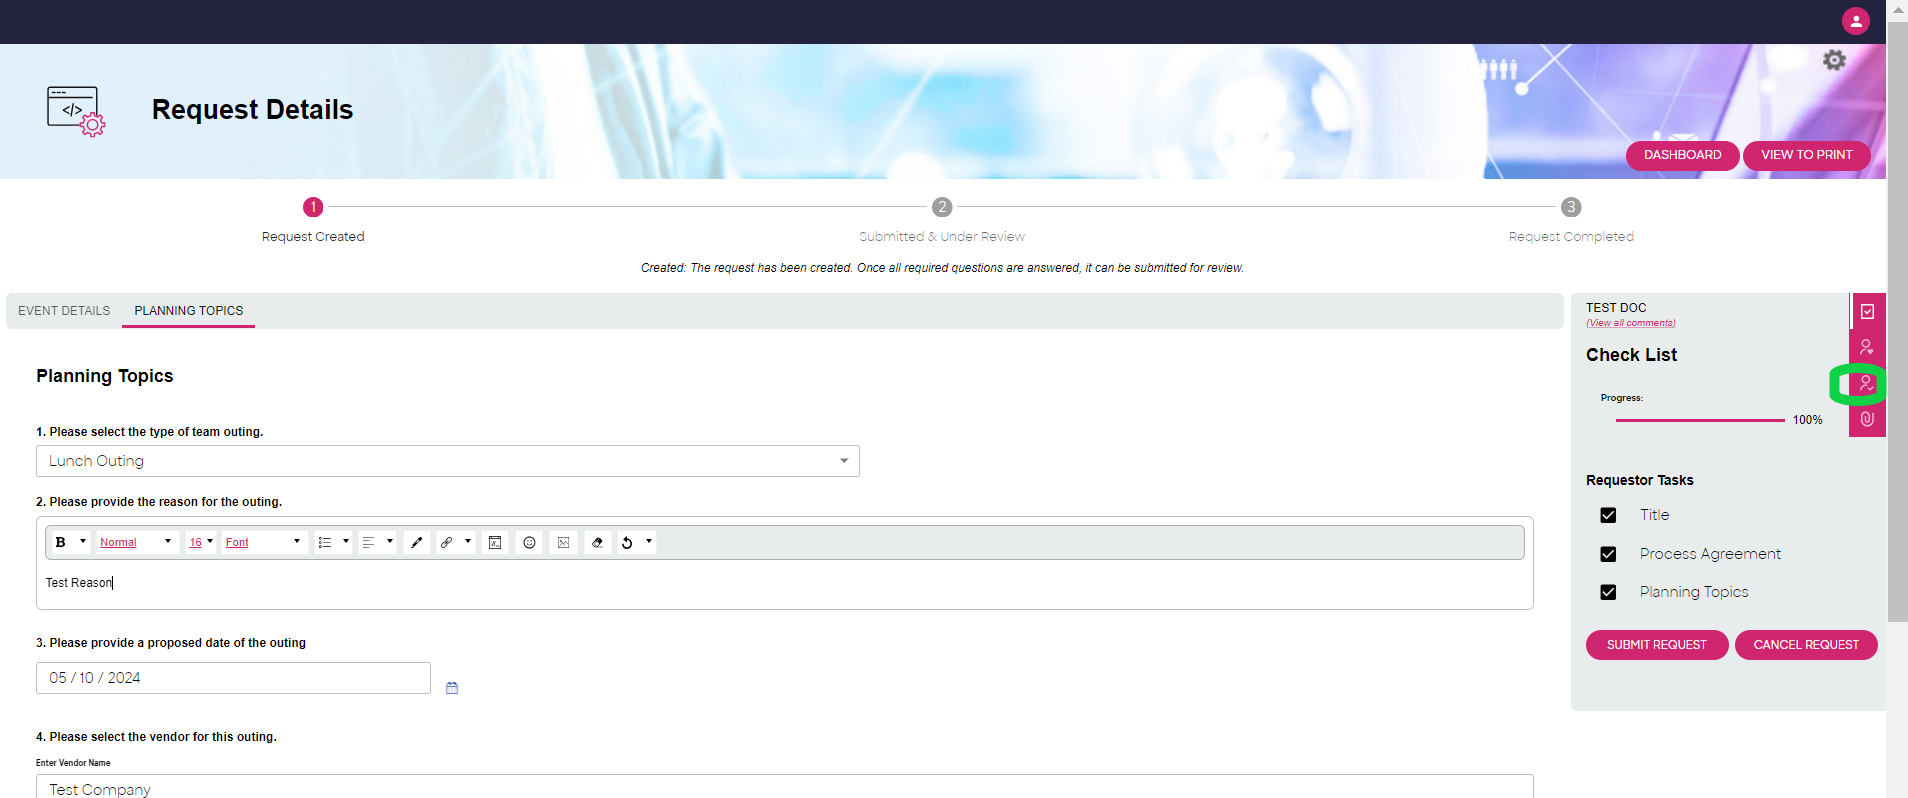 </>
Request Details
DASHBOARD
VIEW TO PRINT
1
2
3
Request Created
Submitted & Under Review
Request Completed
Created: The request has been created. Once all required questions are answered, it can be submitted for review.
EVENT DETAILS
PLANNING TOPICS
Planning Topics
1. Please select the type of team outing.
Lunch Outing
2. Please provide the reason for the outing.
B
Normal
16
Font
Test Reason
3. Please provide a proposed date of the outing
05 / 10 / 2024
4. Please select the vendor for this outing.
Enter Vendor Name
Test Company
TEST DOC
(View all comments)
Check List
Progress:
100%
Requestor Tasks
Title
Process Agreement
Planning Topics
SUBMIT REQUEST
CANCEL REQUEST